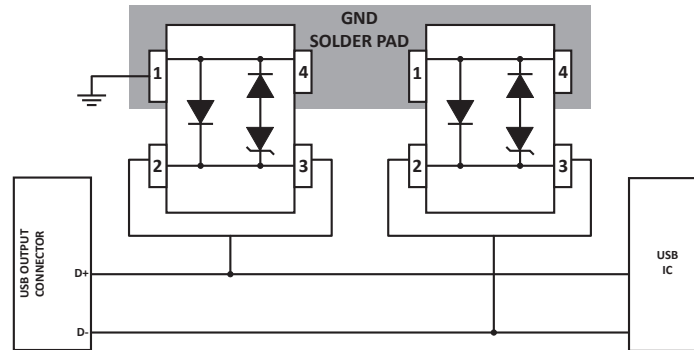 GND
SOLDER PAD
1
4
1
4
2
3
2
3
USB OUTPUT
CONNECTOR
D+
D-
USB
IC